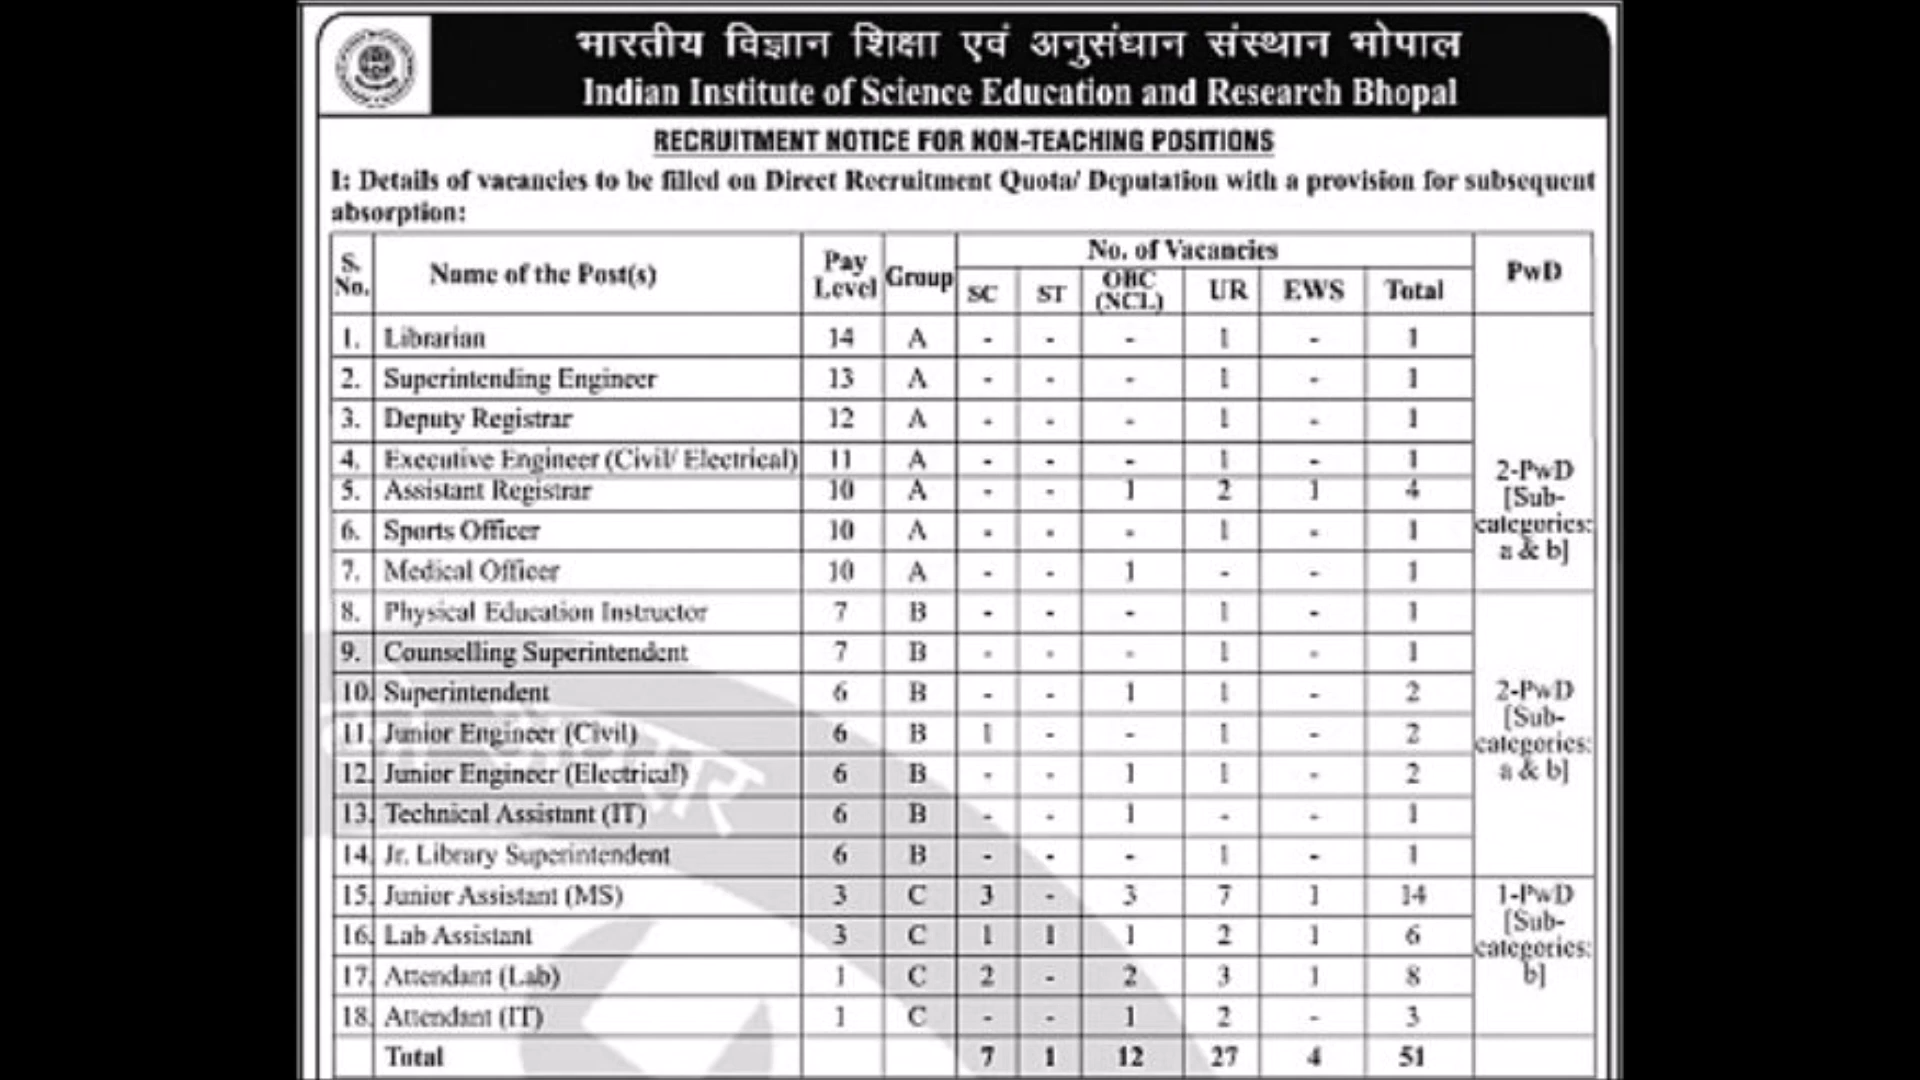 भारतीय विज्ञान शिक्षा एवं अनुसंधान संस्थान भोपाल
Indian Institute of Science Education and Research Bhopal
RECRUITMENT NOTICE FOR NON-TEACHING POSITIONS
1: Details of vacancies to be filled on Direct Recruitment Quota/ Deputation with a provision for subsequent
absorption:
S. No. Name of the Post(s) Pay Level Group No. of Vacancies PwD
SC ST OBC (NCL) UR EWS Total
1. Librarian 14 A - - - 1 - 1
2. Superintending Engineer 13 A - - - 1 - 1
3. Deputy Registrar 12 A - - - 1 - 1
4. Executive Engineer (Civil/ Electrical) 11 A - - - 1 - 1
5. Assistant Registrar 10 A - - 1 2 1 4
6. Sports Officer 10 A - - - 1 - 1
7. Medical Officer 10 A - - 1 - - 1
2-PwD
[Sub-
categories:
a & b]
8. Physical Education Instructor 7 B - - - 1 - 1
9. Counselling Superintendent 7 B - - - 1 - 1
10. Superintendent 6 B - - 1 1 - 2
11. Junior Engineer (Civil) 6 B 1 - - 1 - 2
12. Junior Engineer (Electrical) 6 B - - 1 1 - 2
13. Technical Assistant (IT) 6 B - - 1 - - 1
14. Jr. Library Superintendent 6 B - - - 1 - 1
2-PwD
[Sub-
categories:
a & b]
15. Junior Assistant (MS) 3 C 3 - 3 7 1 14
16. Lab Assistant 3 C 1 1 1 2 1 6
17. Attendant (Lab) 1 C 2 - 2 3 1 8
18. Attendant (IT) 1 C - - 1 2 - 3
1-PwD
[Sub-
categories:
b]
Total 7 1 12 27 4 51